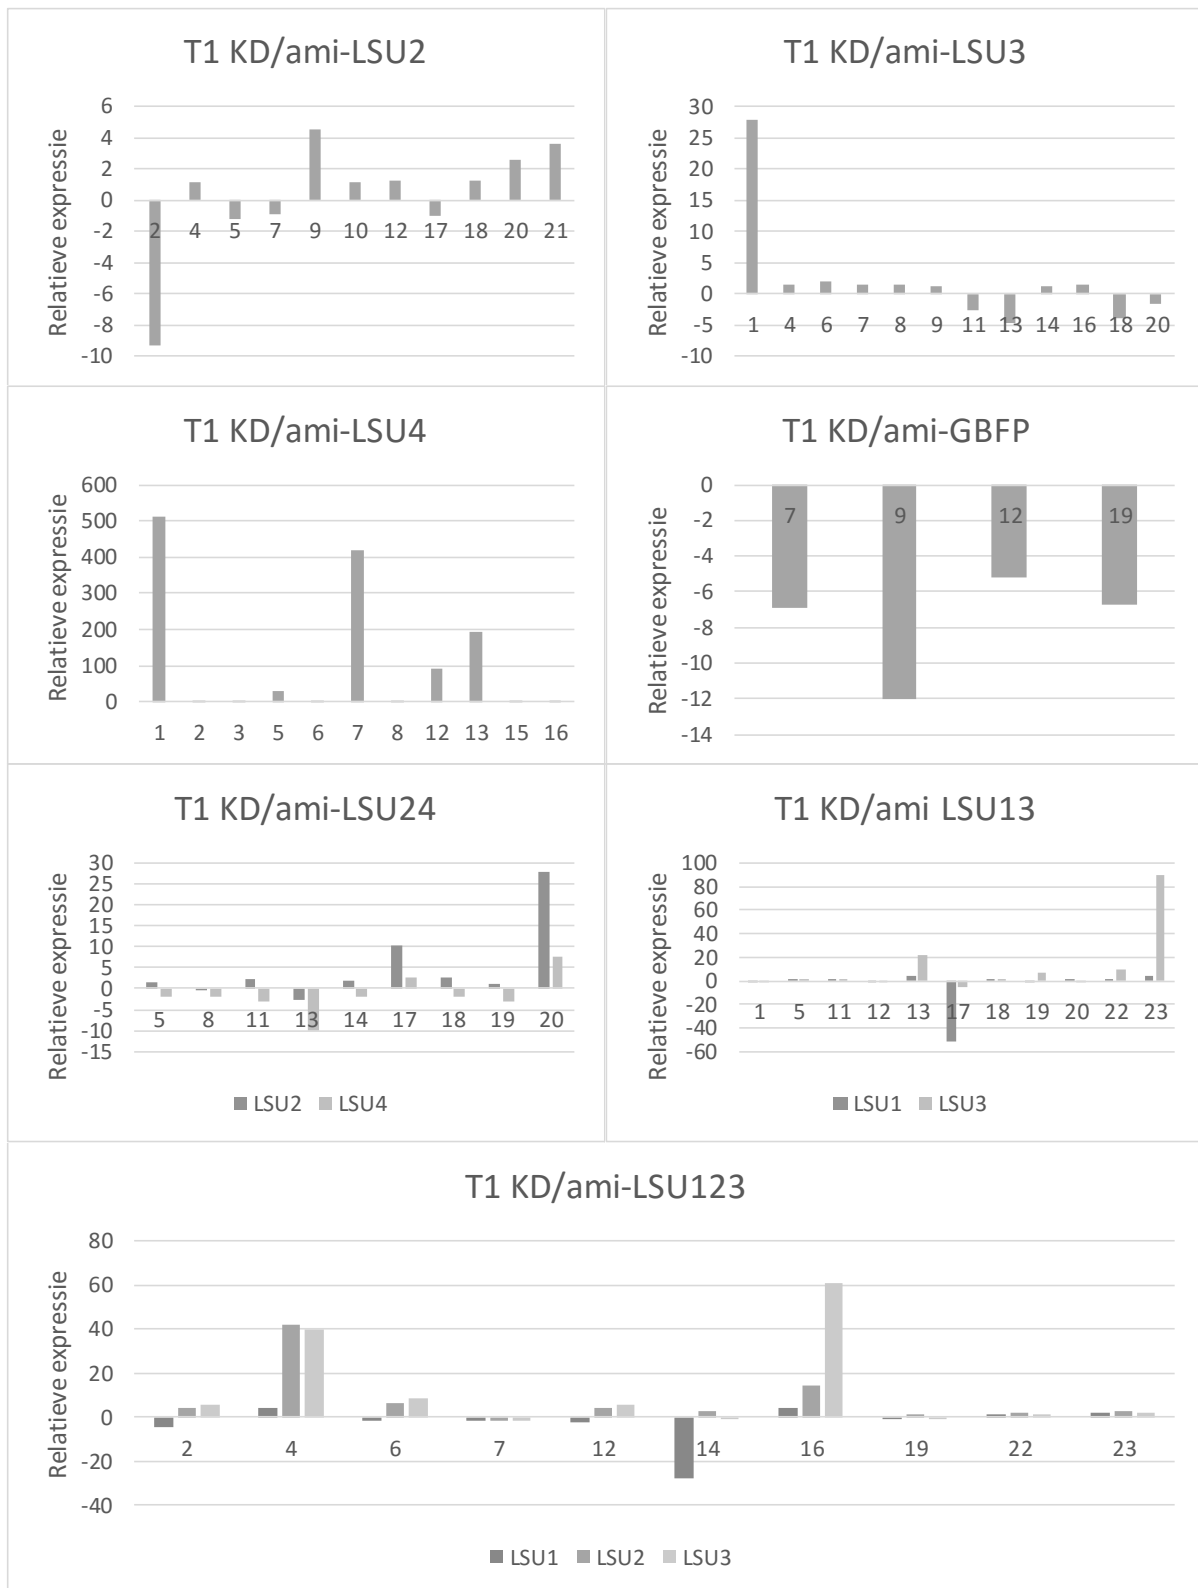 T1 KD/ami-LSU2
Relatieve expressie
6
4
2
0
-2
-4
-6
-8
-10
2 4 5 7 9 10 12 17 18 20 21
T1 KD/ami-LSU3
Relatieve expressie
30
25
20
15
10
5
0
-5
-10
1 4 6 7 8 9 11 13 14 16 18 20
T1 KD/ami-LSU4
Relatieve expressie
600
500
400
300
200
100
0
1 2 3 5 6 7 8 12 13 15 16
T1 KD/ami-GBFP
Relatieve expressie
0
-2
-4
-6
-8
-10
-12
-14
7 9 12 19
T1 KD/ami-LSU24
Relatieve expressie
30
25
20
15
10
5
0
-5
-10
-15
5 8 11 13 14 17 18 19 20
LSU2 LSU4
T1 KD/ami LSU13
Relatieve expressie
100
80
60
40
20
0
-20
-40
-60
1 5 11 12 13 17 18 19 20 22 23
LSU1 LSU3
T1 KD/ami-LSU123
Relatieve expressie
80
60
40
20
0
-20
-40
2 4 6 7 12 14 16 19 22 23
LSU1 LSU2 LSU3